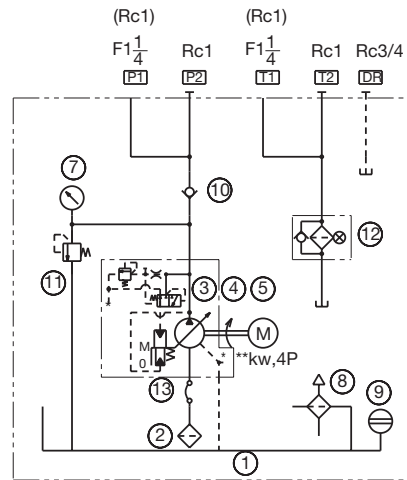 (Rc1) (Rc1)
F1 1/4 Rc1 F1 1/4 Rc1 Rc3/4
P1 P2 T1 T2 DR
7
10
11
12
3 4 5
*
M
0
M
* **kw,4P
13
8
9
2
1